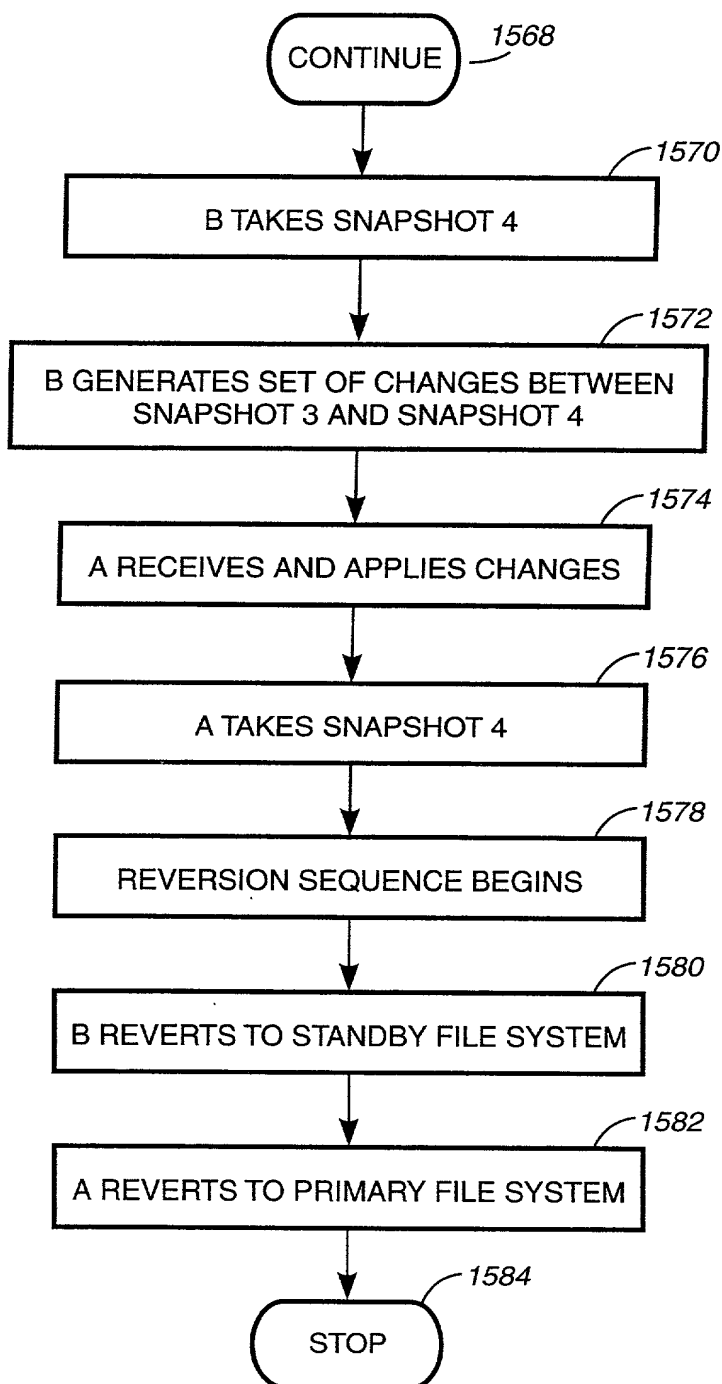 CONTINUE
1568
1570
B TAKES SNAPSHOT 4
1572
B GENERATES SET OF CHANGES BETWEEN
SNAPSHOT 3 AND SNAPSHOT 4
1574
A RECEIVES AND APPLIES CHANGES
1576
A TAKES SNAPSHOT 4
1578
REVERSION SEQUENCE BEGINS
1580
B REVERTS TO STANDBY FILE SYSTEM
1582
A REVERTS TO PRIMARY FILE SYSTEM
1584
STOP